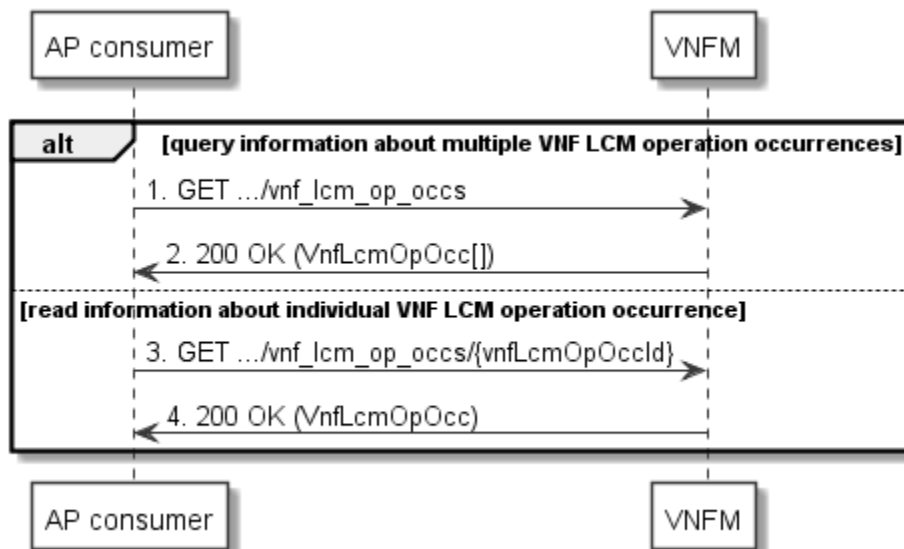 AP consumer
VNFM
alt
[query information about multiple VNF LCM operation occurrences]
1. GET .../vnf_lcm_op_occs
2. 200 OK (VnfLcmOpOcc[])
[read information about individual VNF LCM operation occurrence]
3. GET .../vnf_lcm_op_occs/{vnfLcmOpOccId}
4. 200 OK (VnfLcmOpOcc)
AP consumer
VNFM